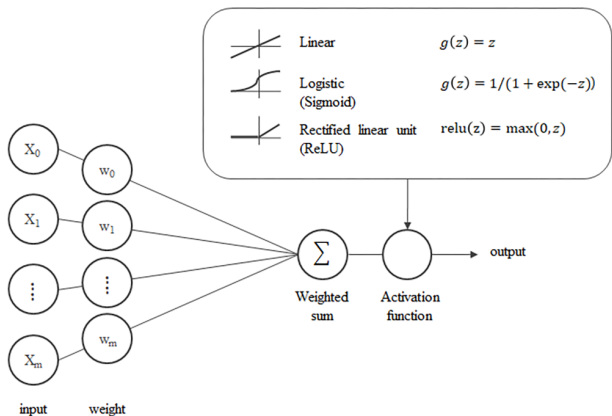 Linear g(z) = z
Logistic g(z) = 1/(1 + exp(−z))
(Sigmoid)
Rectified linear unit relu(z) = max(0, z)
(ReLU)
X0 w0
X1 w1
⋮ ⋮
Xm wm
∑
output
Weighted Activation
sum function
input weight